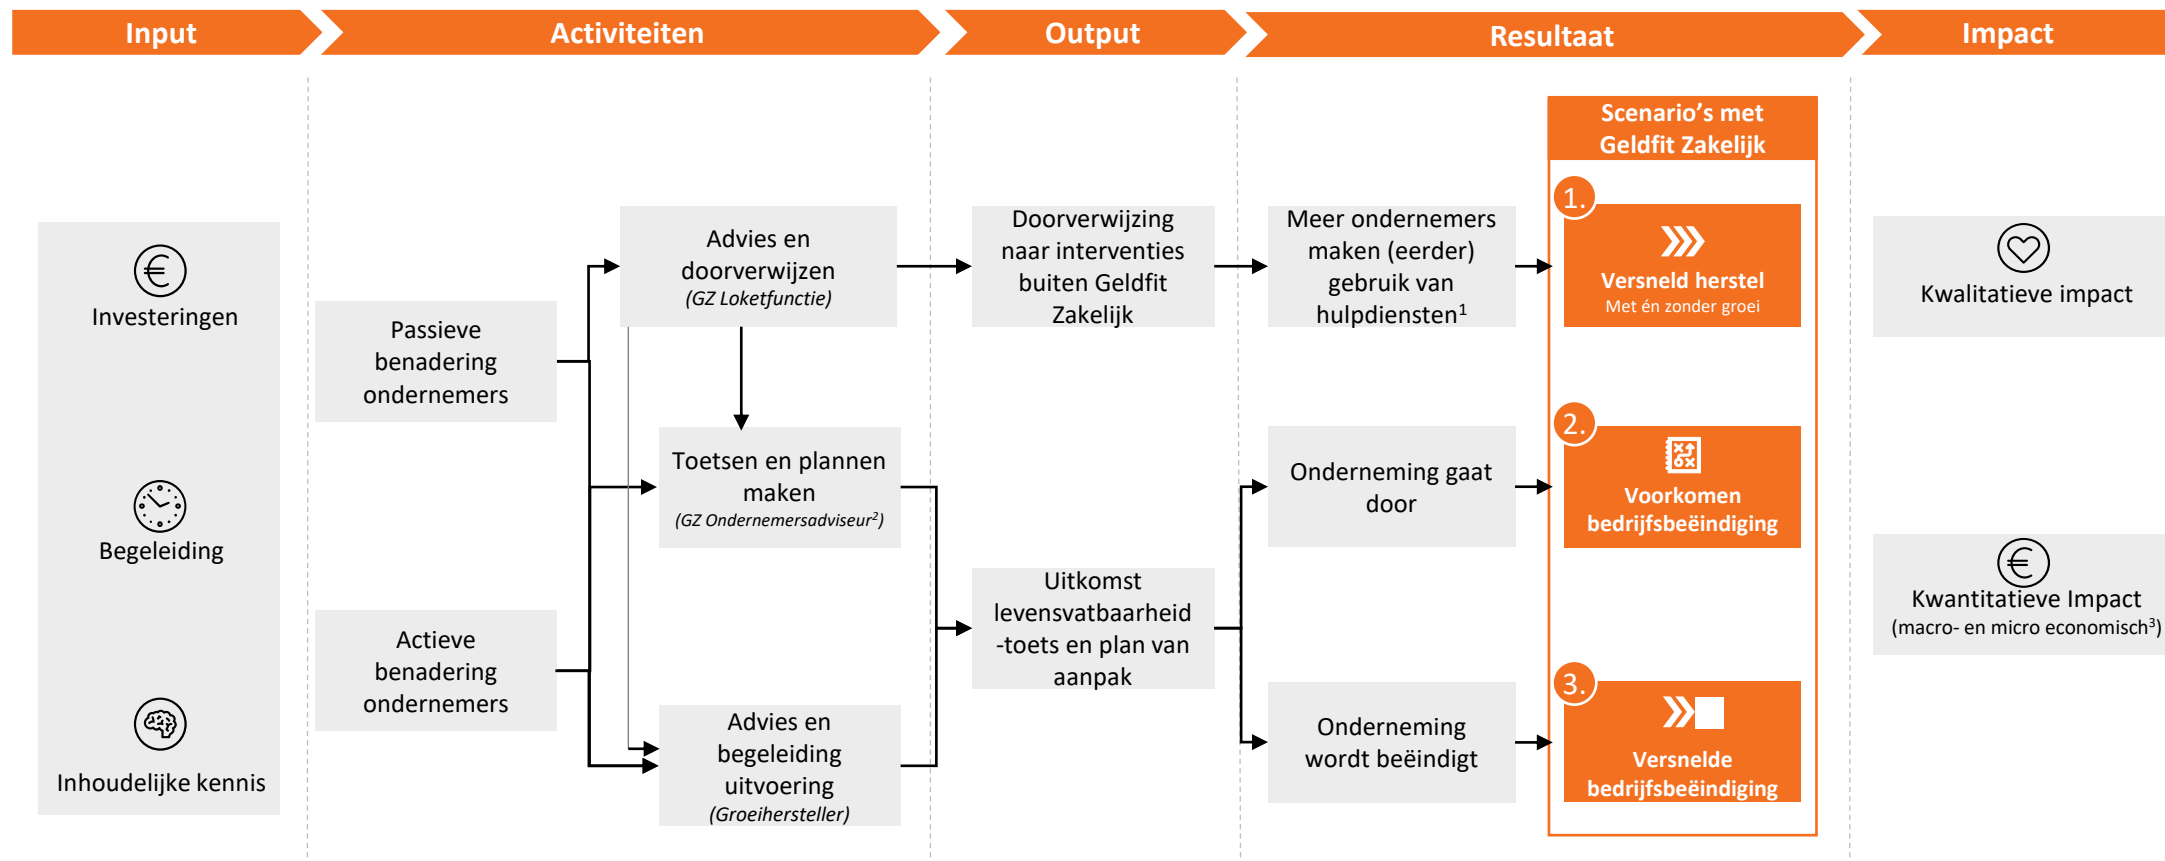 Input
Activiteiten
Output
Resultaat
Impact
Investeringen
Begeleiding
Inhoudelijke kennis
Passieve
benadering
ondernemers
Actieve
benadering
ondernemers
Advies en
doorverwijzen
(GZ Loketfunctie)
Toetsen en plannen
maken
(GZ Ondernemersadviseur²)
Advies en
begeleiding
uitvoering
(Groeihersteller)
Doorverwijzing
naar interventies
buiten Geldfit
Zakelijk
Uitkomst
levensvatbaarheid
-toets en plan van
aanpak
Meer ondernemers
maken (eerder)
gebruik van
hulpdiensten¹
Onderneming gaat
door
Onderneming
wordt beëindigt
Scenario’s met
Geldfit Zakelijk
1.
Versneld herstel
Met én zonder groei
2.
Voorkomen
bedrijfsbeëindiging
3.
Versnelde
bedrijfsbeëindiging
Kwalitatieve impact
Kwantitatieve Impact
(macro- en micro economisch³)